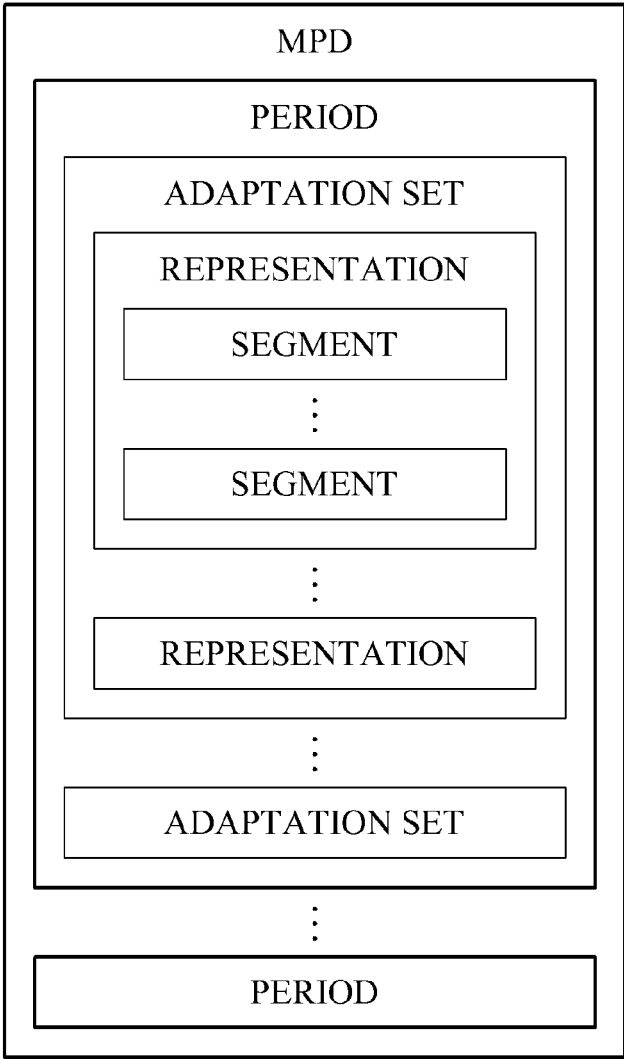 MPD
PERIOD
ADAPTATION SET
REPRESENTATION
SEGMENT
SEGMENT
REPRESENTATION
ADAPTATION SET
PERIOD